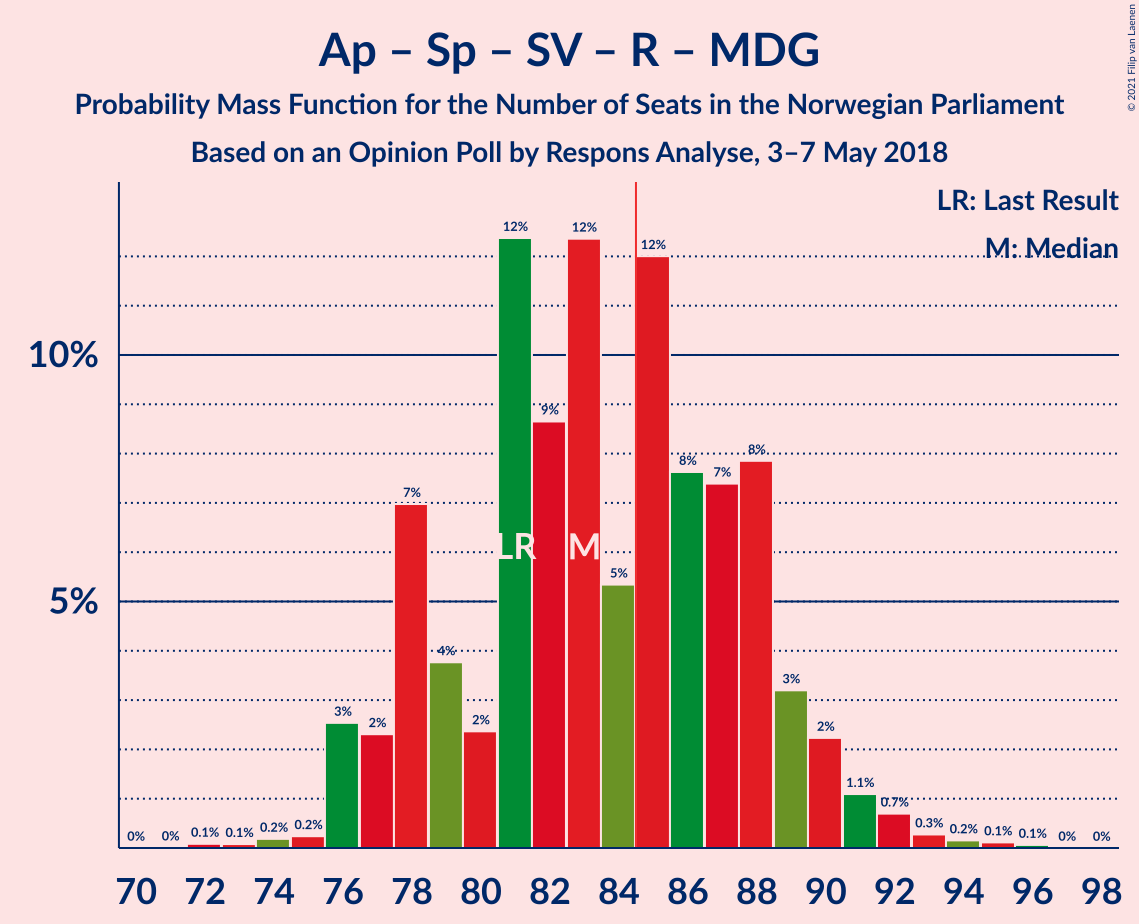 Ap – Sp – SV – R – MDG
Probability Mass Function for the Number of Seats in the Norwegian Parliament
Based on an Opinion Poll by Respons Analyse, 3–7 May 2018
© 2021 Filip van Laenen
LR: Last Result
M: Median
10%
5%
0% 0% 0.1% 0.1% 0.2% 0.2% 3% 2% 7% 4% 2% 12% 9% 12% 5% 12% 8% 7% 8% 3% 2% 1.1% 0.7% 0.3% 0.2% 0.1% 0.1% 0% 0%
LR M
70 72 74 76 78 80 82 84 86 88 90 92 94 96 98